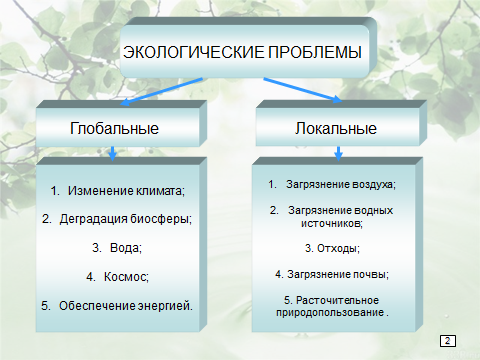 ЭКОЛОГИЧЕСКИЕ ПРОБЛЕМЫ
Глобальные
1. Изменение климата;
2. Деградация биосферы;
3. Вода;
4. Космос;
5. Обеспечение энергией.
Локальные
1. Загрязнение воздуха;
2. Загрязнение водных
источников;
3. Отходы;
4. Загрязнение почвы;
5. Расточительное
природопользование .
2